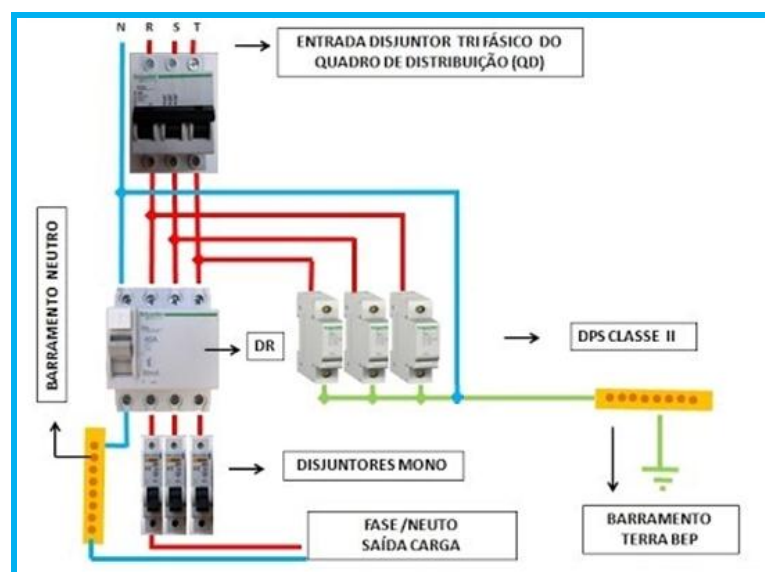 N R S T
ENTRADA DISJUNTOR TRI FÁSICO DO
QUADRO DE DISTRIBUIÇÃO (QD)
BARRAMENTO NEUTRO
DR
DPS CLASSE II
DISJUNTORES MONO
FASE /NEUTO
SAÍDA CARGA
BARRAMENTO
TERRA BEP